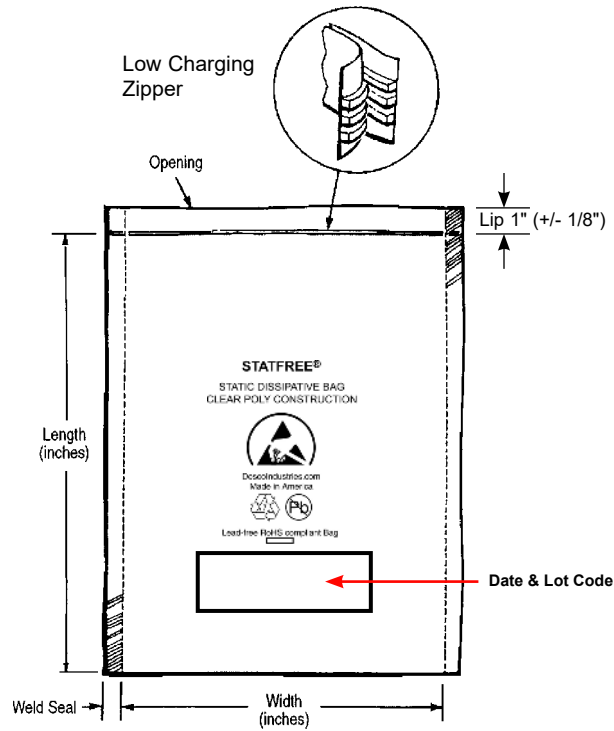 Low Charging
Zipper
Opening
Lip 1" (+/- 1/8")
STATFREE®
STATIC DISSIPATIVE BAG
CLEAR POLY CONSTRUCTION
Length
(inches)
DescoIndustries.com
Made in America
Pb
Lead-free RoHS compliant Bag
Date & Lot Code
Weld Seal
Width
(inches)